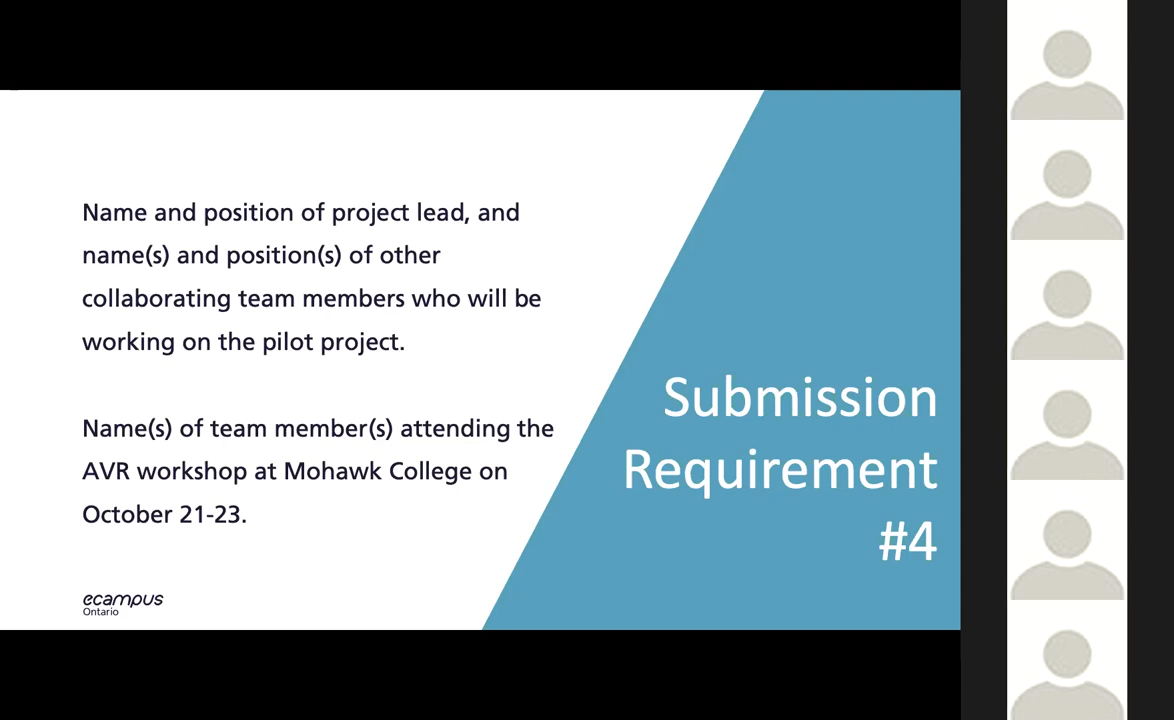 Name and position of project lead, and
name(s) and position(s) of other
collaborating team members who will be
working on the pilot project.
Name(s) of team member(s) attending the
AVR workshop at Mohawk College on
October 21-23.
Submission
Requirement
#4
ecampus
Ontario